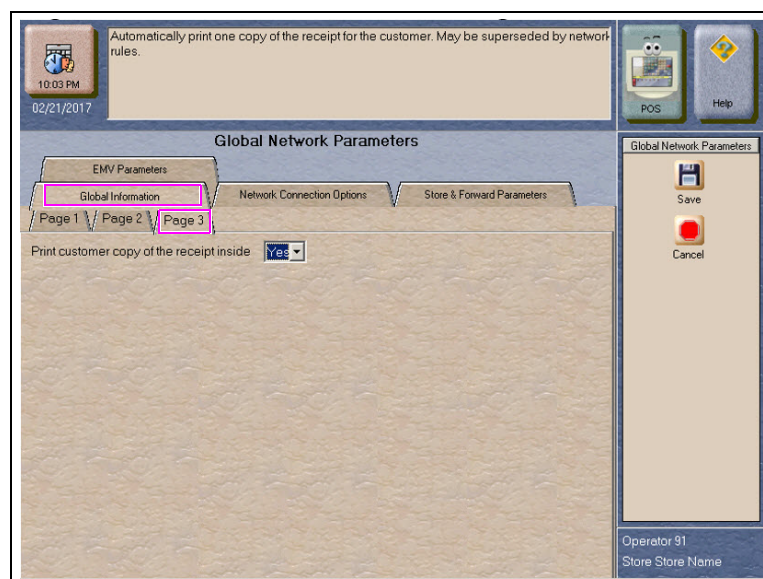 Automatically print one copy of the receipt for the customer. May be superseded by network
rules.
10:03 PM
02/21/2017
POS
Help
Global Network Parameters
Global Network Parameters
EMV Parameters
Global Information
Network Connection Options
Store & Forward Parameters
Page 1
Page 2
Page 3
Print customer copy of the receipt inside
Yes
Save
Cancel
Operator 91
Store Store Name